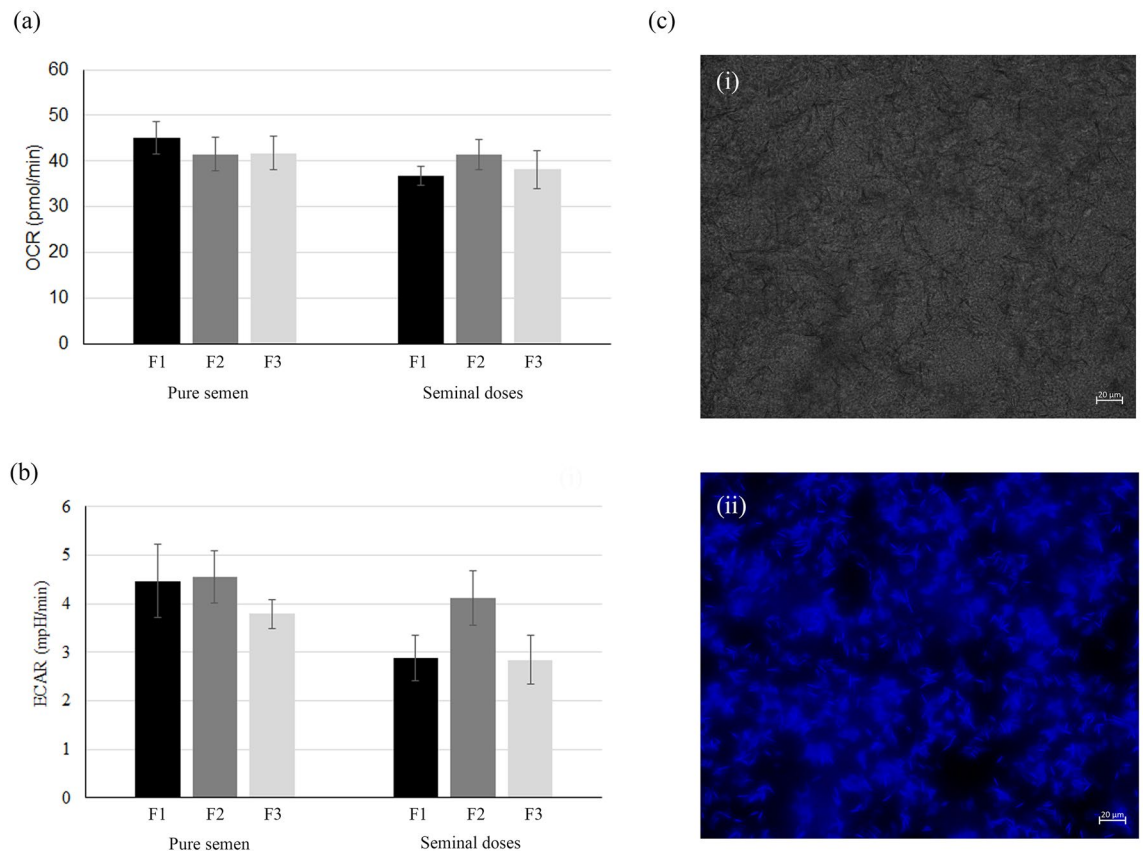 (a)
60
50
40
30
20
10
0
OCR (pmol/min)
F1 F2 F3 F1 F2 F3
Pure semen Seminal doses
(b)
6
5
4
3
2
1
0
ECAR (mpH/min)
F1 F2 F3 F1 F2 F3
Pure semen Seminal doses
(c)
(i)
20 µm
(ii)
20 µm